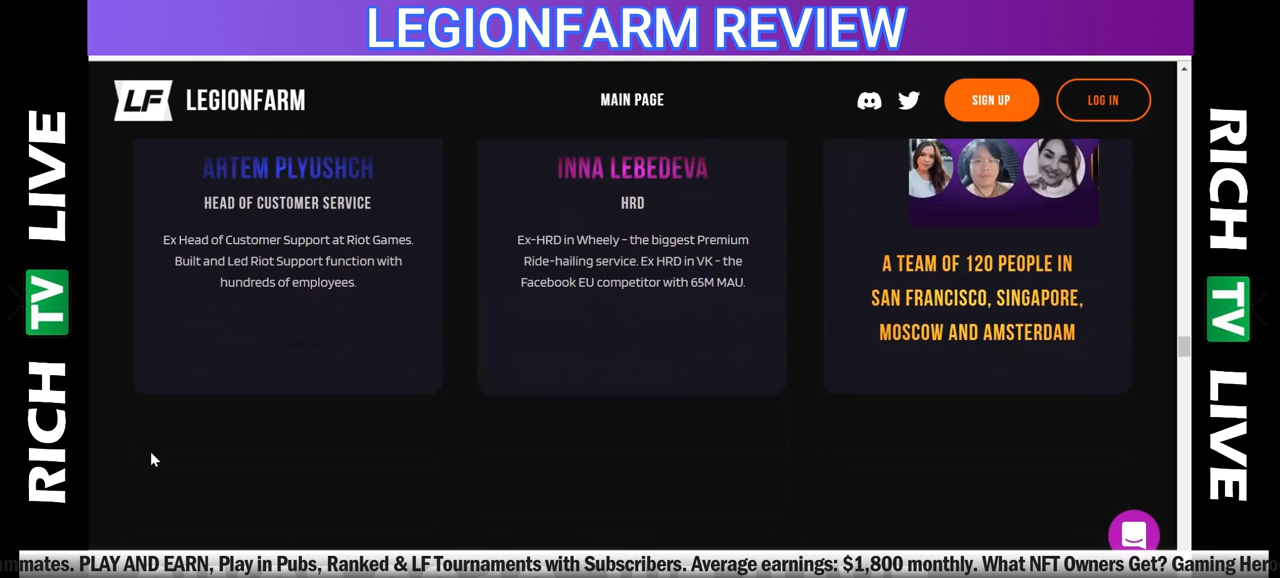 LEGIONFARM REVIEW
LF LEGIONFARM
MAIN PAGE
SIGN UP
LOG IN
ARTEM PLYUSHCH
HEAD OF CUSTOMER SERVICE
Ex Head of Customer Support at Riot Games.
Built and Led Riot Support function with
hundreds of employees.
INNA LEBEDEVA
HRD
Ex-HRD in Wheely - the biggest Premium
Ride-hailing service. Ex HRD in VK - the
Facebook EU competitor with 65M MAU.
A TEAM OF 120 PEOPLE IN
SAN FRANCISCO, SINGAPORE,
MOSCOW AND AMSTERDAM
RICH TV LIVE
RICH TV LIVE
mmates. PLAY AND EARN, Play in Pubs, Ranked & LF Tournaments with Subscribers. Average earnings: $1,800 monthly. What NFT Owners Get? Gaming Her